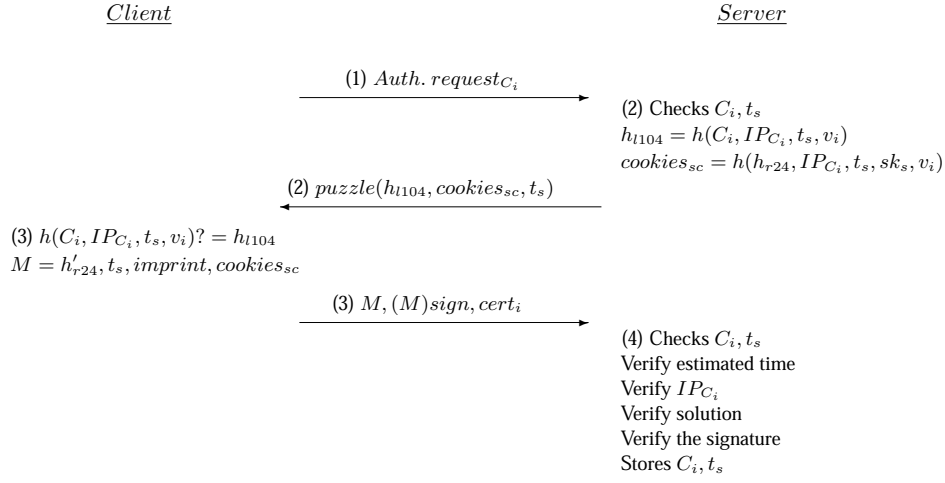 Client
Server
(1) Auth. request_{C_i}
(2) Checks C_i, t_s
h_{l104} = h(C_i, IP_{C_i}, t_s, v_i)
cookies_{sc} = h(h_{r24}, IP_{C_i}, t_s, sk_s, v_i)
(2) puzzle(h_{l104}, cookies_{sc}, t_s)
(3) h(C_i, IP_{C_i}, t_s, v_i)? = h_{l104}
M = h'_{r24}, t_s, imprint, cookies_{sc}
(3) M, (M)sign, cert_i
(4) Checks C_i, t_s
Verify estimated time
Verify IP_{C_i}
Verify solution
Verify the signature
Stores C_i, t_s